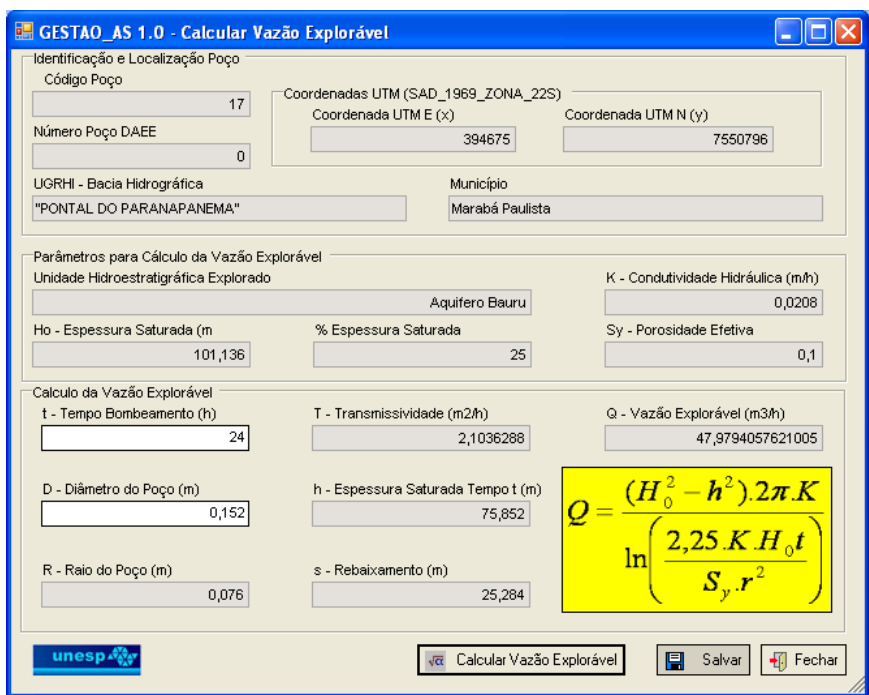 GESTAO_AS 1.0 - Calcular Vazão Explorável
Identificação e Localização Poço
Código Poço
17
Número Poço DAEE
0
Coordenadas UTM (SAD_1969_ZONA_22S)
Coordenada UTM E (x)
394675
Coordenada UTM N (y)
7550796
UGRHI - Bacia Hidrográfica
"PONTAL DO PARANAPANEMA"
Município
Marabá Paulista
Parâmetros para Cálculo da Vazão Explorável
Unidade Hidroestratigráfica Explorado
Aquifero Bauru
K - Condutividade Hidráulica (m/h)
0,0208
Ho - Espessura Saturada (m
101,136
% Espessura Saturada
25
Sy - Porosidade Efetiva
0,1
Calculo da Vazão Explorável
t - Tempo Bombeamento (h)
24
T - Transmissividade (m2/h)
2,1036288
Q - Vazão Explorável (m3/h)
47,9794057621005
D - Diâmetro do Poço (m)
0,152
h - Espessura Saturada Tempo t (m)
75,852
R - Raio do Poço (m)
0,076
s - Rebaixamento (m)
25,284
Q = (H₀² − h²).2π.K / ln(2,25.K.H₀t / Sᵧ.r²)
unesp
√α Calcular Vazão Explorável
Salvar
Fechar